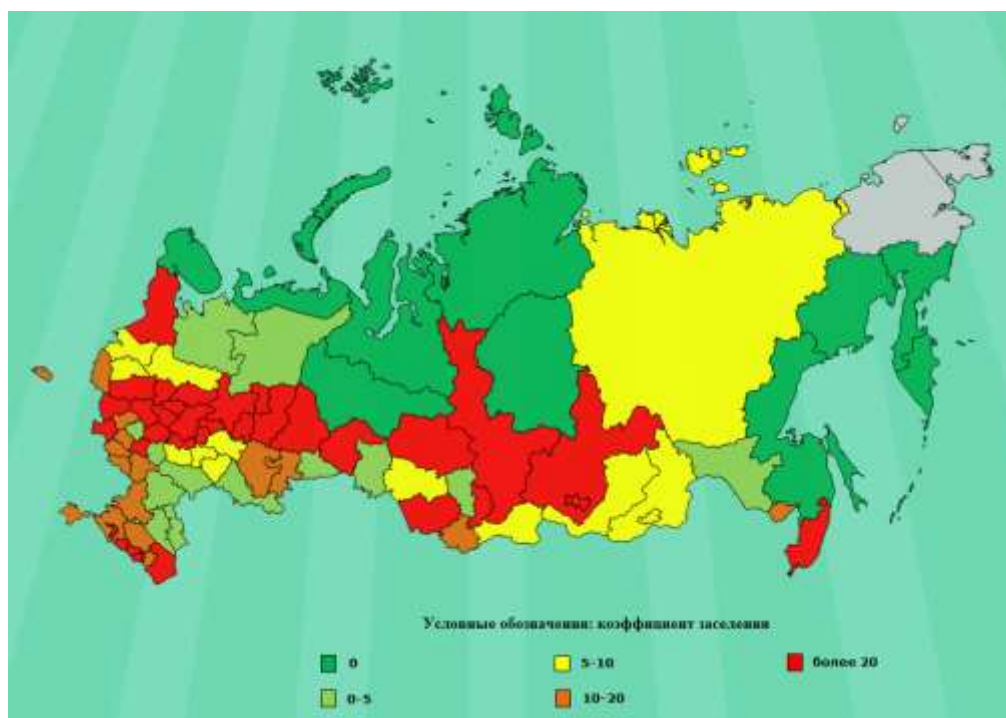 Условные обозначения: коэффициент заселения
0 5-10 более 20
0-5 10-20